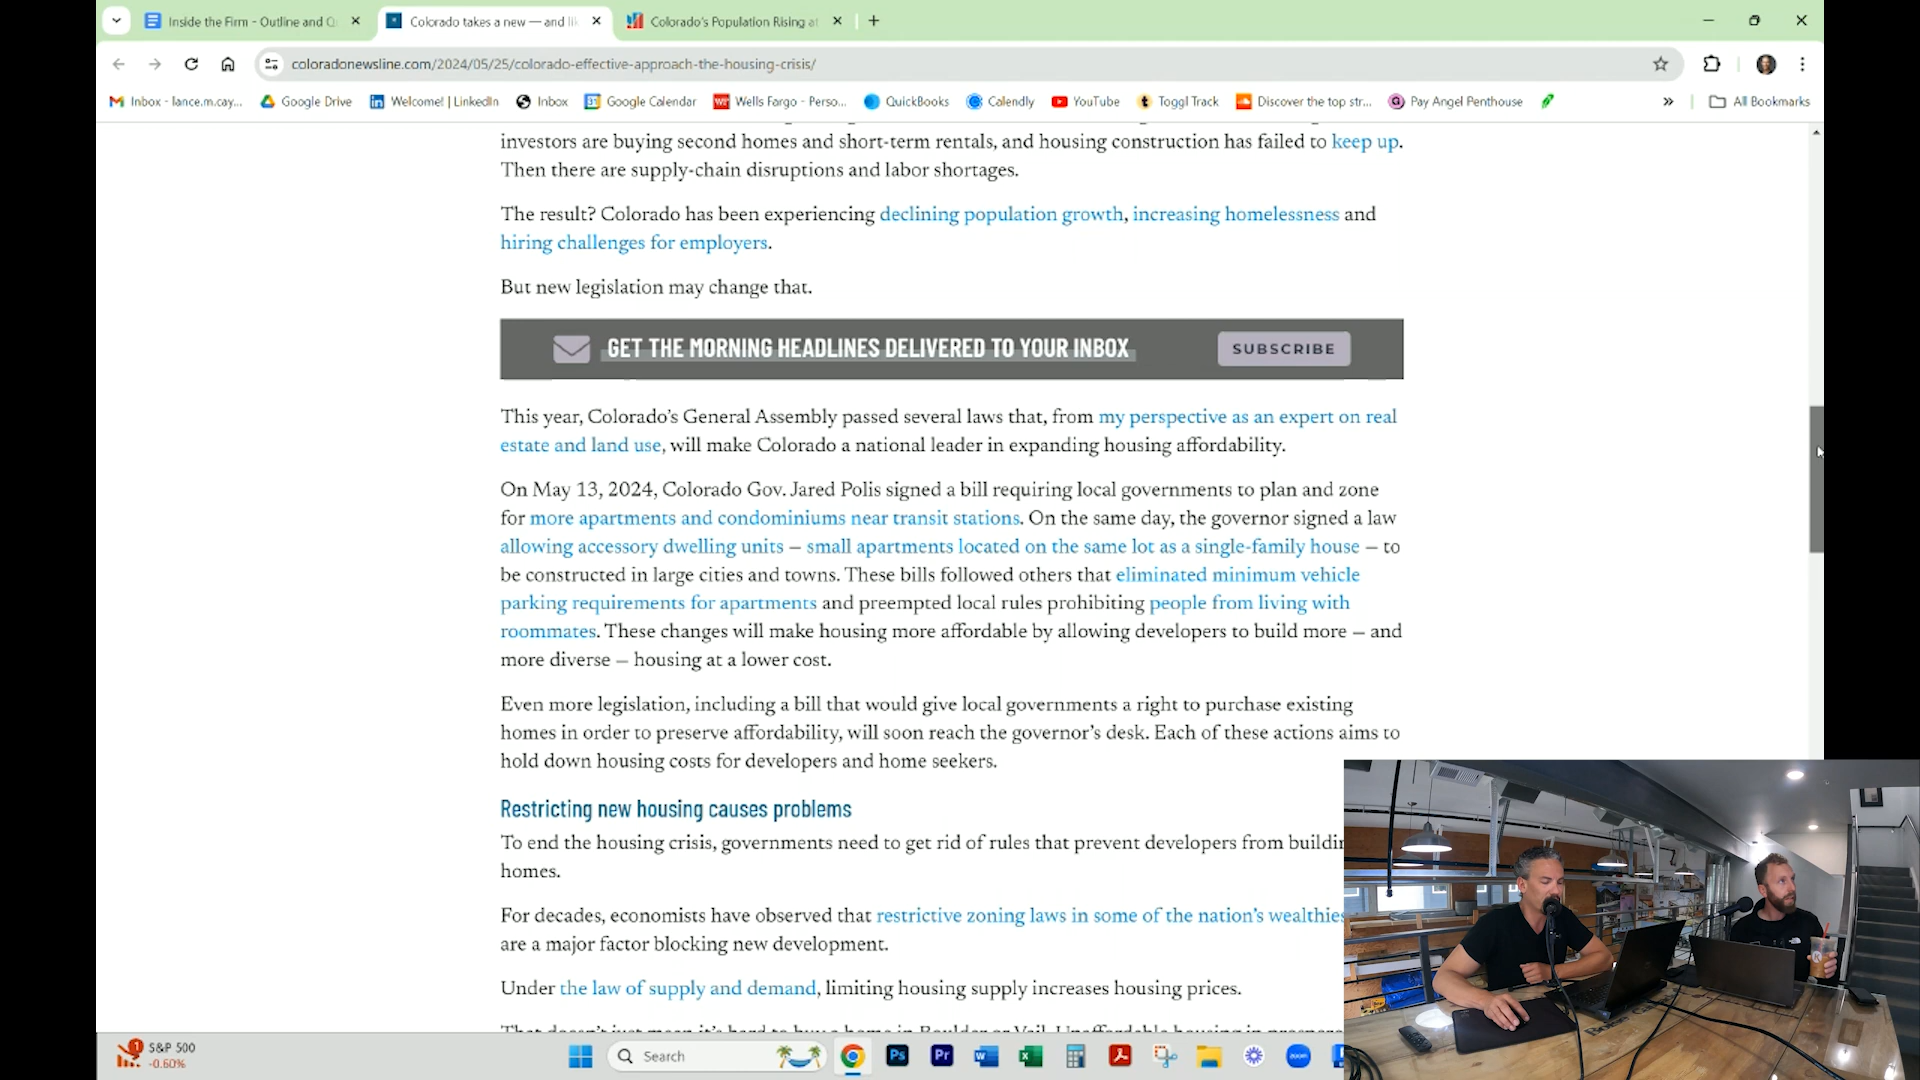 Inside the Firm - Outline and Q
Colorado takes a new — and lik
Colorado's Population Rising at
coloradonewsline.com/2024/05/25/colorado-effective-approach-the-housing-crisis/
Inbox - lance.m.cay...
Google Drive
Welcome! | LinkedIn
Inbox
Google Calendar
Wells Fargo - Perso...
QuickBooks
Calendly
YouTube
Toggl Track
Discover the top str...
Pay Angel Penthouse
All Bookmarks
investors are buying second homes and short-term rentals, and housing construction has failed to keep up.
Then there are supply-chain disruptions and labor shortages.
The result? Colorado has been experiencing declining population growth, increasing homelessness and
hiring challenges for employers.
But new legislation may change that.
GET THE MORNING HEADLINES DELIVERED TO YOUR INBOX
SUBSCRIBE
This year, Colorado's General Assembly passed several laws that, from my perspective as an expert on real
estate and land use, will make Colorado a national leader in expanding housing affordability.
On May 13, 2024, Colorado Gov. Jared Polis signed a bill requiring local governments to plan and zone
for more apartments and condominiums near transit stations. On the same day, the governor signed a law
allowing accessory dwelling units – small apartments located on the same lot as a single-family house – to
be constructed in large cities and towns. These bills followed others that eliminated minimum vehicle
parking requirements for apartments and preempted local rules prohibiting people from living with
roommates. These changes will make housing more affordable by allowing developers to build more – and
more diverse – housing at a lower cost.
Even more legislation, including a bill that would give local governments a right to purchase existing
homes in order to preserve affordability, will soon reach the governor's desk. Each of these actions aims to
hold down housing costs for developers and home seekers.
Restricting new housing causes problems
To end the housing crisis, governments need to get rid of rules that prevent developers from buildin
homes.
For decades, economists have observed that restrictive zoning laws in some of the nation's wealthies
are a major factor blocking new development.
Under the law of supply and demand, limiting housing supply increases housing prices.
1
S&P 500
-0.60%
Search
Ps
Pr
zoom